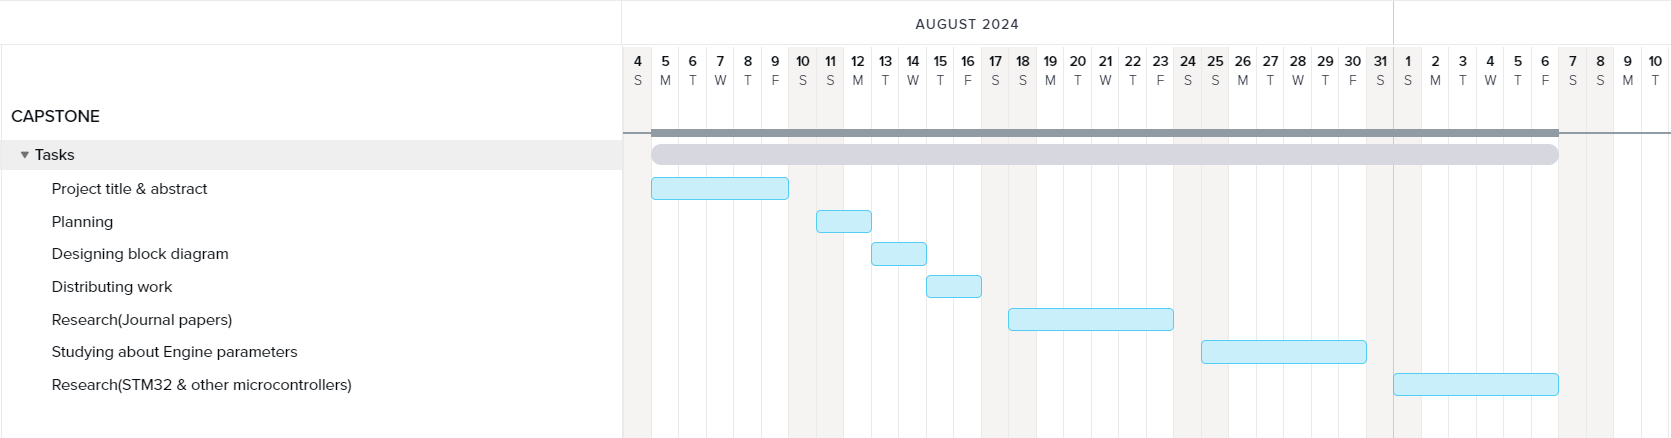 AUGUST 2024
4 5 6 7 8 9 10 11 12 13 14 15 16 17 18 19 20 21 22 23 24 25 26 27 28 29 30 31 1 2 3 4 5 6 7 8 9 10
S M T W T F S S M T W T F S S M T W T F S S M T W T F S S M T W T F S S M T
CAPSTONE
Tasks
Project title & abstract
Planning
Designing block diagram
Distributing work
Research(Journal papers)
Studying about Engine parameters
Research(STM32 & other microcontrollers)